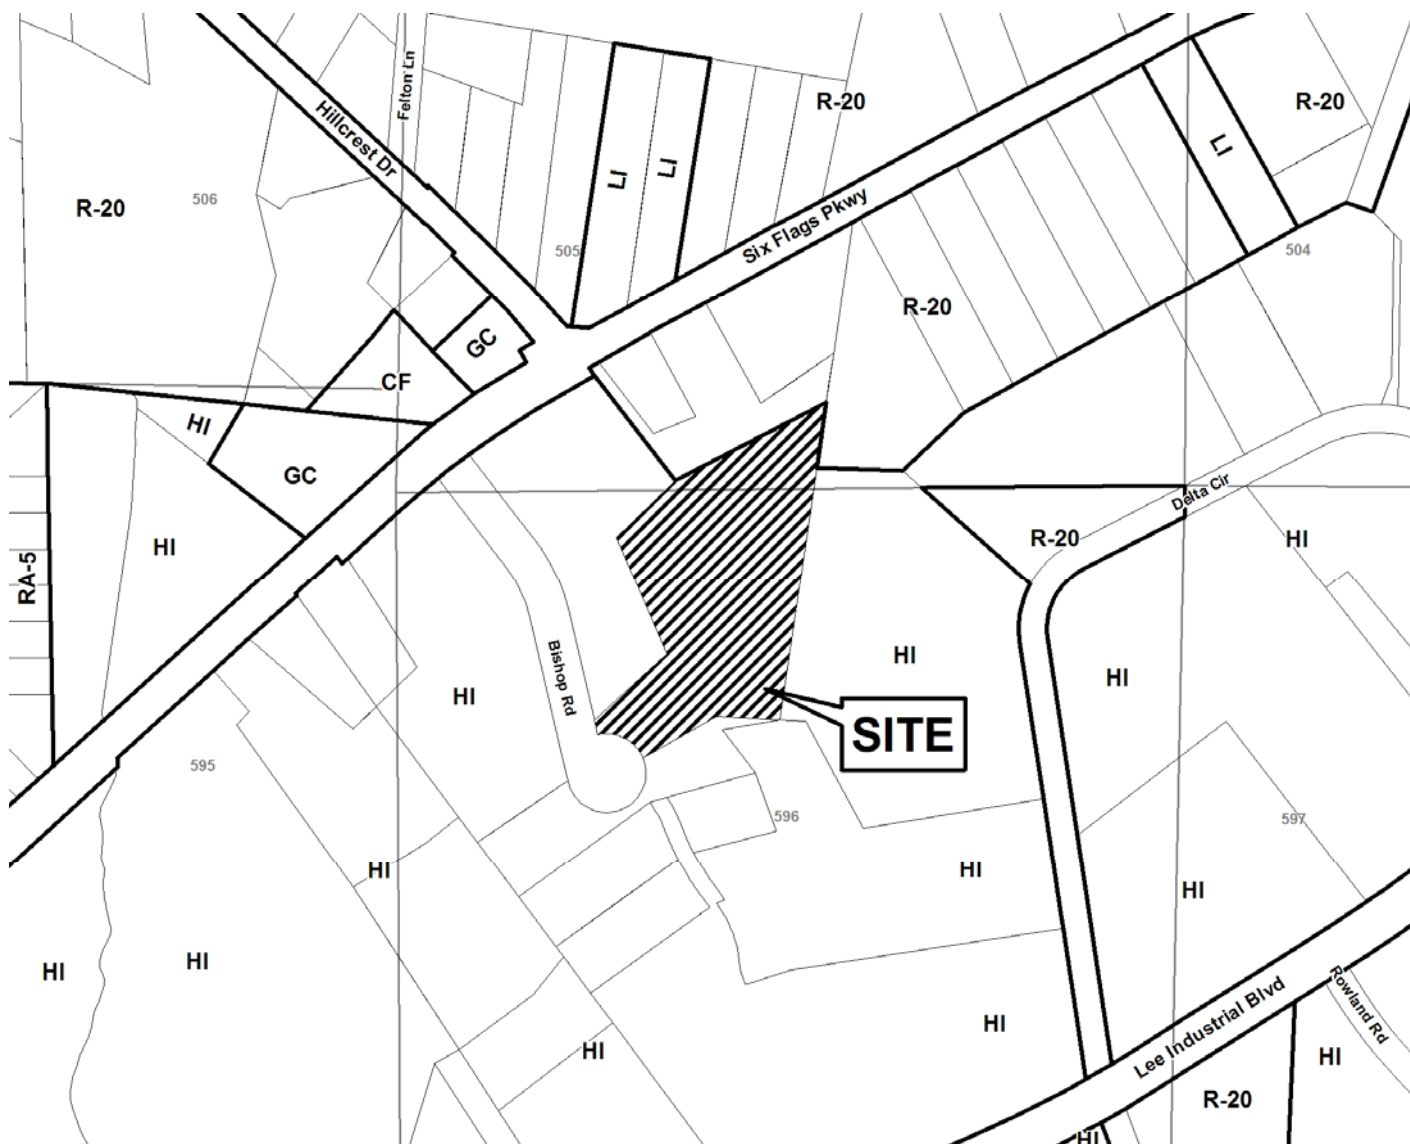 Felton Ln
Hillcrest Dr
R-20
R-20
LI
LI
LI
R-20
506
505
Six Flags Pkwy
504
R-20
GC
CF
HI
GC
RA-5
HI
Delta Cir
R-20
HI
Bishop Rd
HI
HI
HI
SITE
595
596
597
HI
HI
HI
HI
HI
Lee Industrial Blvd
Rowland Rd
HI
HI
HI
R-20
HI